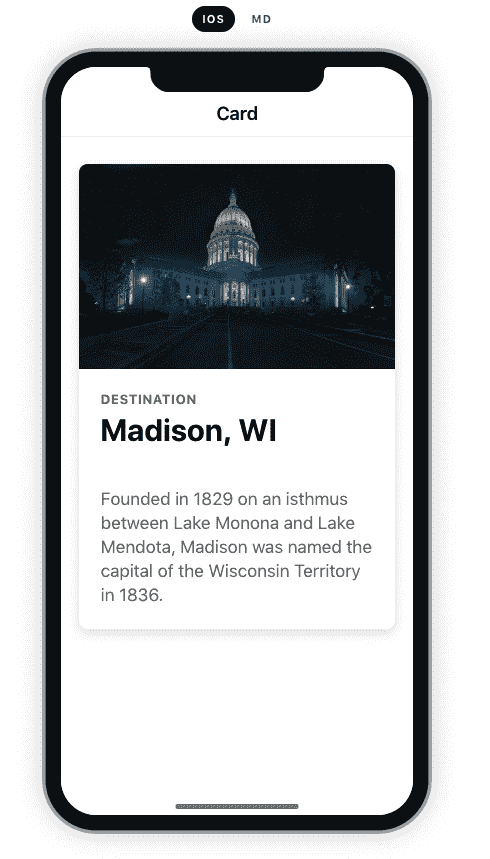 IOS MD
Card
DESTINATION
Madison, WI
Founded in 1829 on an isthmus
between Lake Monona and Lake
Mendota, Madison was named the
capital of the Wisconsin Territory
in 1836.